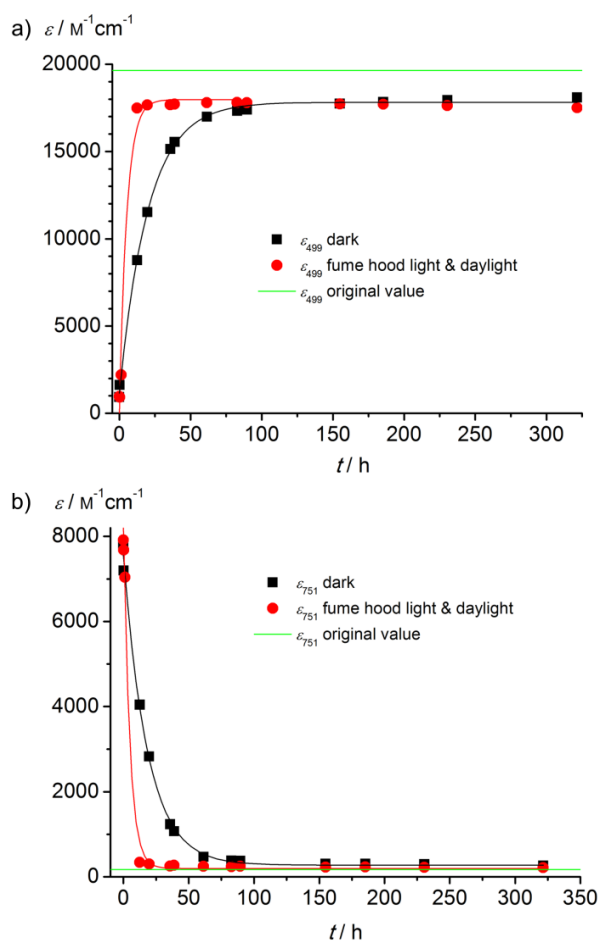 a) ε / M⁻¹cm⁻¹
20000
15000
10000
5000
0
ε₄₉₉ dark
ε₄₉₉ fume hood light & daylight
ε₄₉₉ original value
0 50 100 150 200 250 300
t / h
b) ε / M⁻¹cm⁻¹
8000
6000
4000
2000
0
ε₇₅₁ dark
ε₇₅₁ fume hood light & daylight
ε₇₅₁ original value
0 50 100 150 200 250 300
t / h